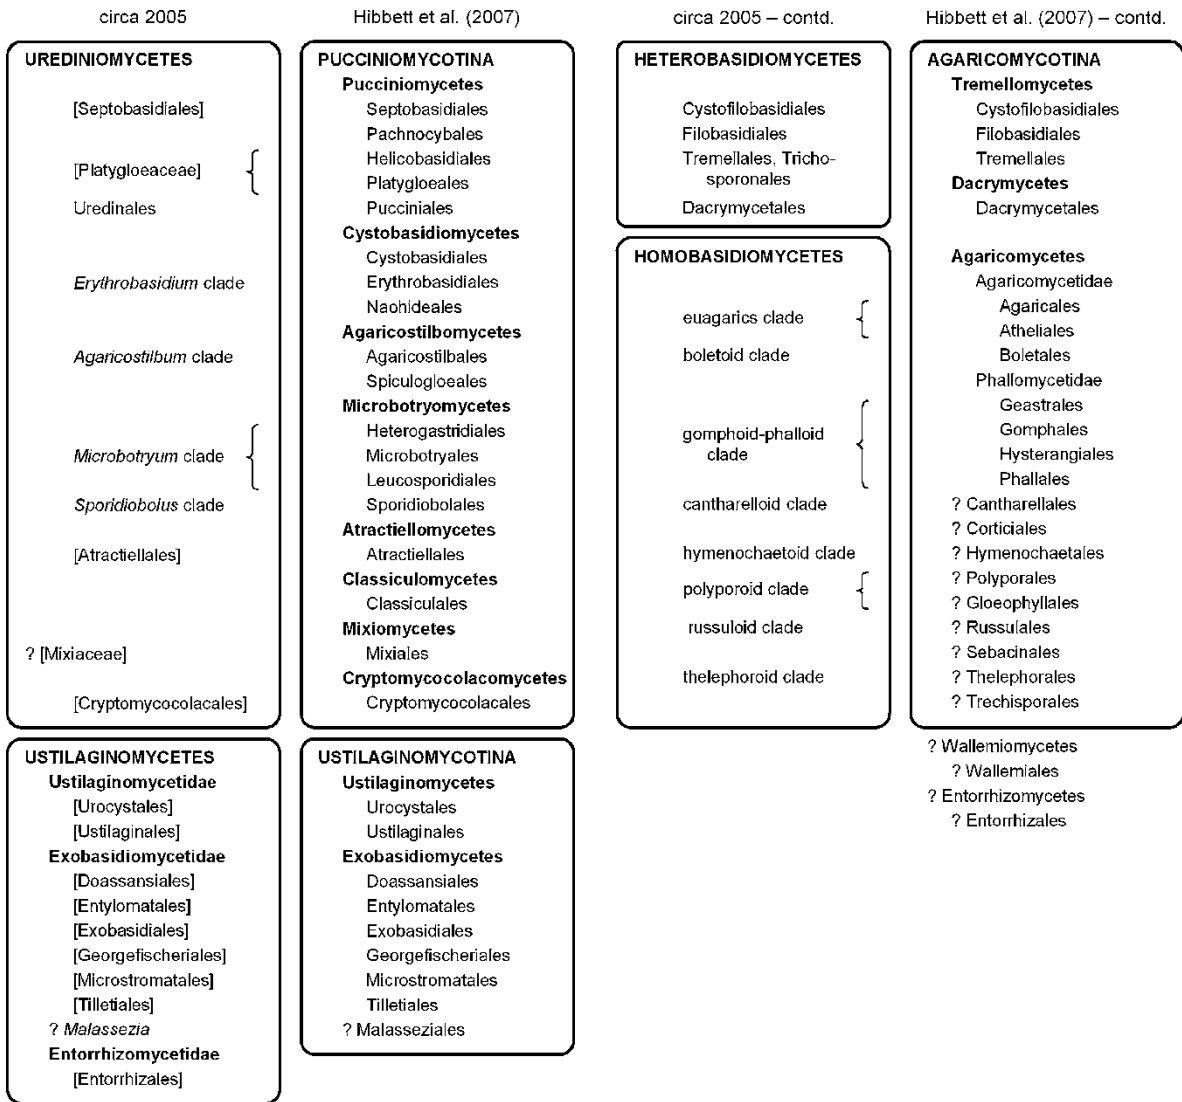 circa 2005
UREDINIOMYCETES
[Septobasidiales]
[Platygloeaceae]
Uredinales
Erythrobasidium clade
Agaricostilbum clade
Microbotryum clade
Sporidiobolus clade
[Atractiellales]
? [Mixiaceae]
[Cryptomycocolacales]
USTILAGINOMYCETES
Ustilaginomycetidae
[Urocystales]
[Ustilaginales]
Exobasidiomycetidae
[Doassansiales]
[Entylomatales]
[Exobasidiales]
[Georgefischeriales]
[Microstromatales]
[Tilletiales]
? Malassezia
Entorrhizomycetidae
[Entorrhizales]
Hibbett et al. (2007)
PUCCINIOMYCOTINA
Pucciniomycetes
Septobasidiales
Pachnocybales
Helicobasidiales
Platygloeales
Pucciniales
Cystobasidiomycetes
Cystobasidiales
Erythrobasidiales
Naohideales
Agaricostilbomycetes
Agaricostilbales
Spiculogloeales
Microbotryomycetes
Heterogastridiales
Microbotryales
Leucosporidiales
Sporidiobolales
Atractiellomycetes
Atractiellales
Classiculomycetes
Classiculales
Mixiomycetes
Mixiales
Cryptomycocolacomycetes
Cryptomycocolacales
USTILAGINOMYCOTINA
Ustilaginomycetes
Urocystales
Ustilaginales
Exobasidiomycetes
Doassansiales
Entylomatales
Exobasidiales
Georgefischeriales
Microstromatales
Tilletiales
? Malasseziales
circa 2005 – contd.
HETEROBASIDIOMYCETES
Cystofilobasidiales
Filobasidiales
Tremellales, Tricho-
sporonales
Dacrymycetales
HOMOBASIDIOMYCETES
euagarics clade
boletoid clade
gomphoid-phalloid
clade
cantharelloid clade
hymenochaetoid clade
polyporoid clade
russuloid clade
thelephoroid clade
Hibbett et al. (2007) – contd.
AGARICOMYCOTINA
Tremellomycetes
Cystofilobasidiales
Filobasidiales
Tremellales
Dacrymycetes
Dacrymycetales
Agaricomycetes
Agaricomycetidae
Agaricales
Atheliales
Boletales
Phallomycetidae
Geastrales
Gomphales
Hysterangiales
Phallales
? Cantharellales
? Corticiales
? Hymenochaetales
? Polyporales
? Gloeophyllales
? Russulales
? Sebacinales
? Thelephorales
? Trechisporales
? Wallemiomycetes
? Wallemiales
? Entorrhizomycetes
? Entorrhizales